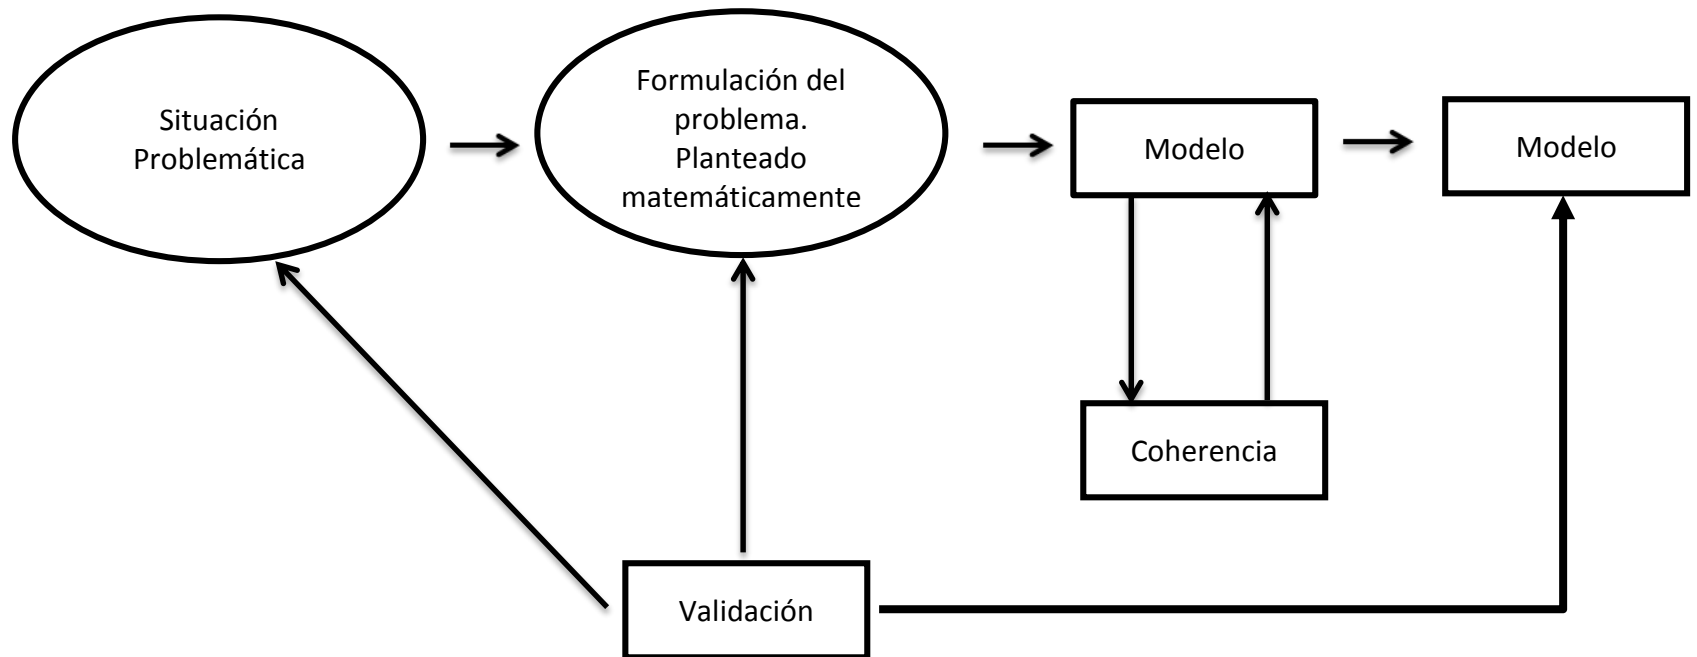 Situación
Problemática
Formulación del
problema.
Planteado
matemáticamente
Modelo
Modelo
Coherencia
Validación